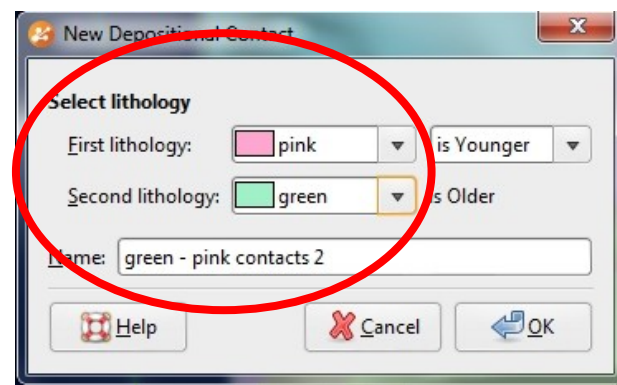 New Depositional Contact
Select lithology
First lithology: pink is Younger
Second lithology: green is Older
Name: green - pink contacts 2
Help Cancel OK